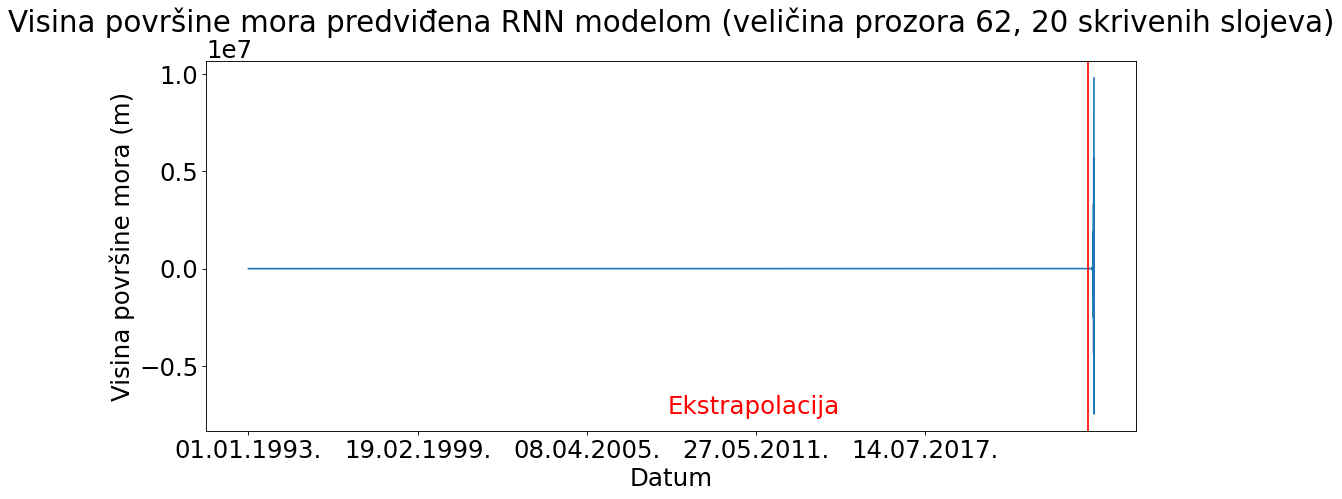 Visina površine mora predviđena RNN modelom (veličina prozora 62, 20 skrivenih slojeva)
1e7
1.0
0.5
0.0
−0.5
Visina površine mora (m)
Ekstrapolacija
01.01.1993. 19.02.1999. 08.04.2005. 27.05.2011. 14.07.2017.
Datum